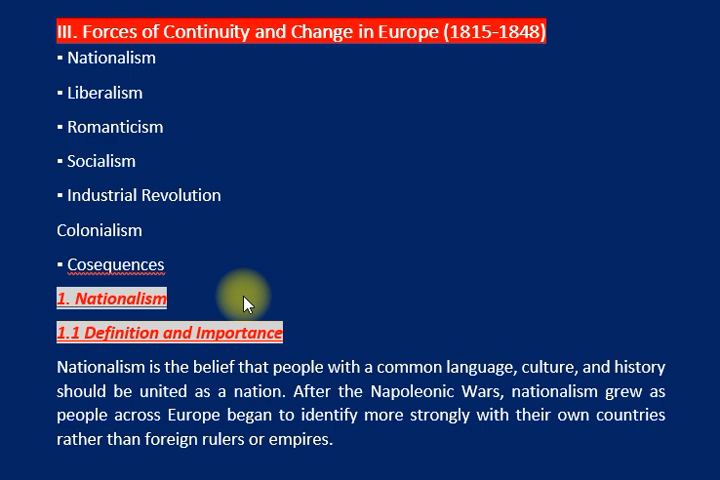 III. Forces of Continuity and Change in Europe (1815-1848)
▪ Nationalism
▪ Liberalism
▪ Romanticism
▪ Socialism
▪ Industrial Revolution
Colonialism
▪ Cosequences
1. Nationalism
1.1 Definition and Importance
Nationalism is the belief that people with a common language, culture, and history
should be united as a nation. After the Napoleonic Wars, nationalism grew as
people across Europe began to identify more strongly with their own countries
rather than foreign rulers or empires.